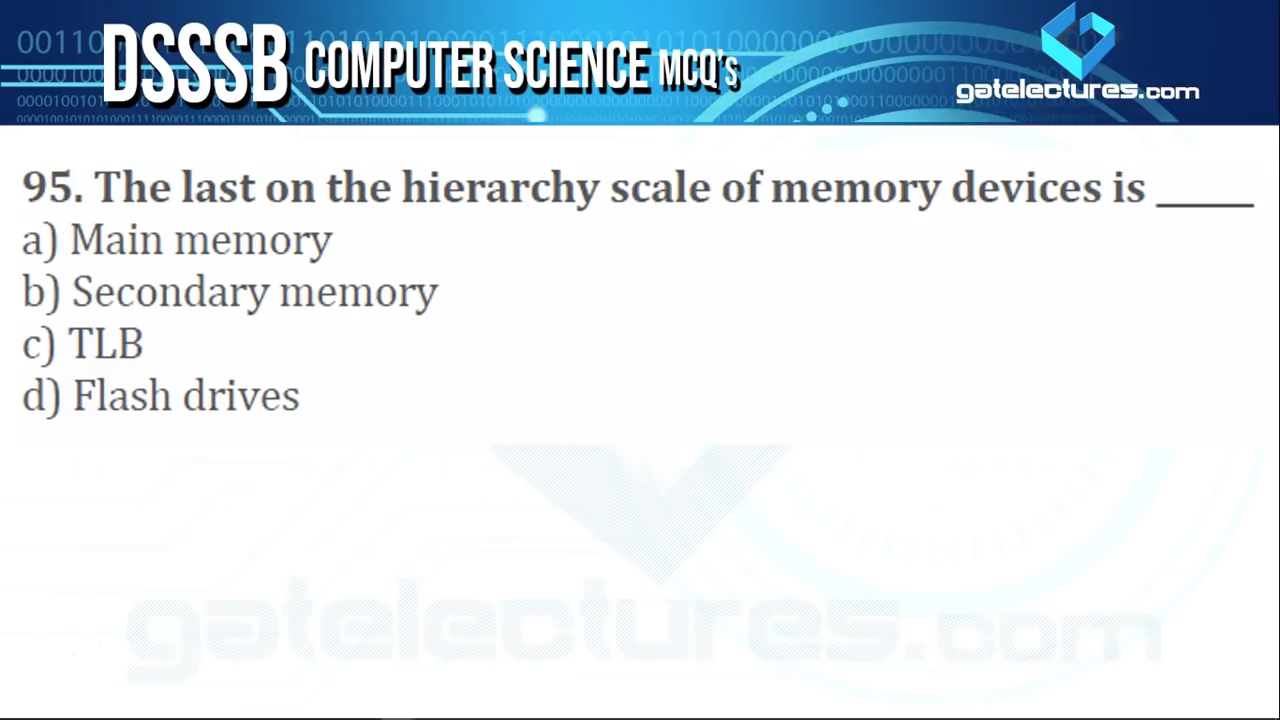 DSSSB COMPUTER SCIENCE MCQ's
gatelectures.com
95. The last on the hierarchy scale of memory devices is _____
a) Main memory
b) Secondary memory
c) TLB
d) Flash drives
gatelectures.com